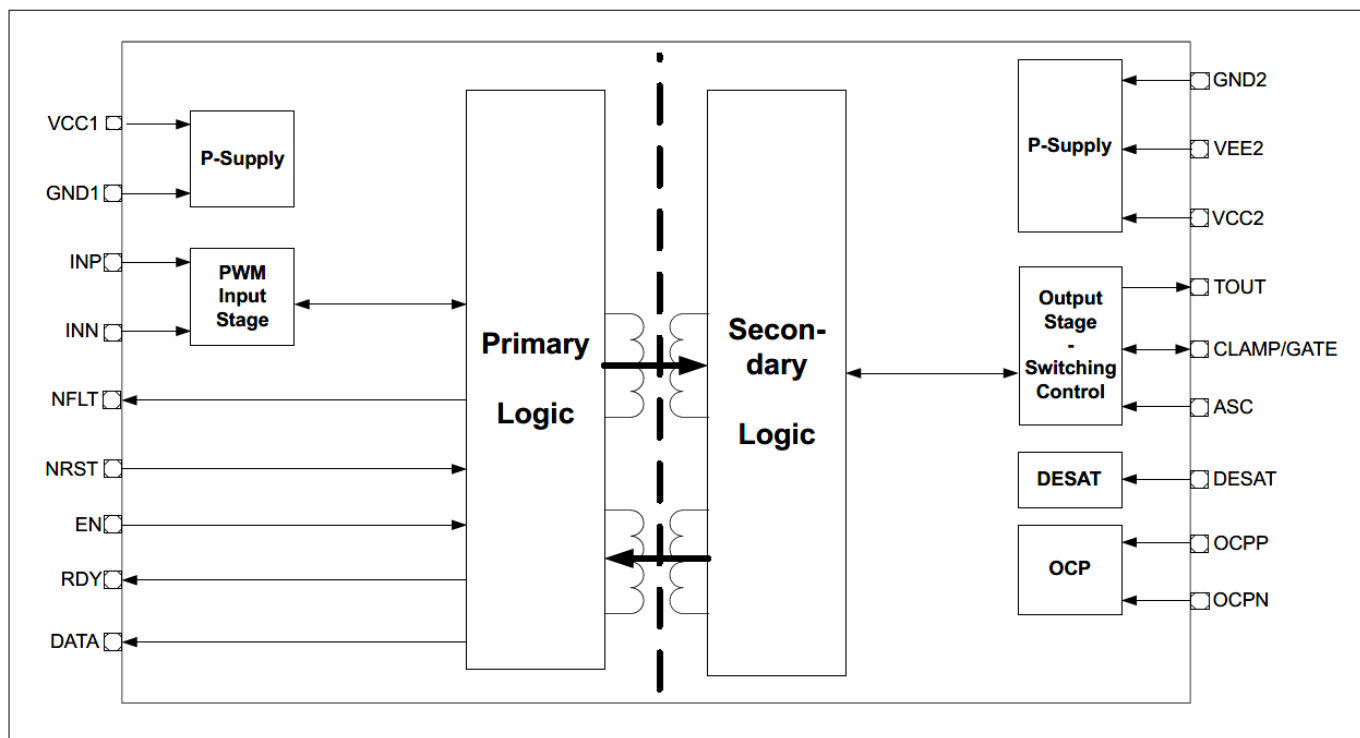 VCC1
GND1
P-Supply
INP
INN
PWM
Input
Stage
NFLT
NRST
EN
RDY
DATA
Primary
Logic
Secon-
dary
Logic
P-Supply
GND2
VEE2
VCC2
Output
Stage
-
Switching
Control
TOUT
CLAMP/GATE
ASC
DESAT
DESAT
OCP
OCPP
OCPN